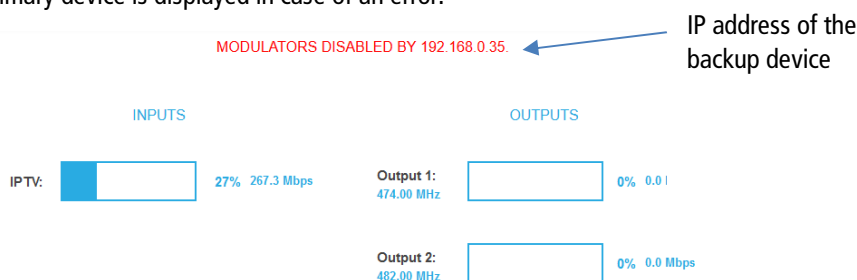 mary device is displayed in case of an error.
IP address of the
backup device
MODULATORS DISABLED BY 192.168.0.35.
INPUTS
OUTPUTS
IPTV:
27% 267.3 Mbps
Output 1:
474.00 MHz
0% 0.0
Output 2:
482.00 MHz
0% 0.0 Mbps